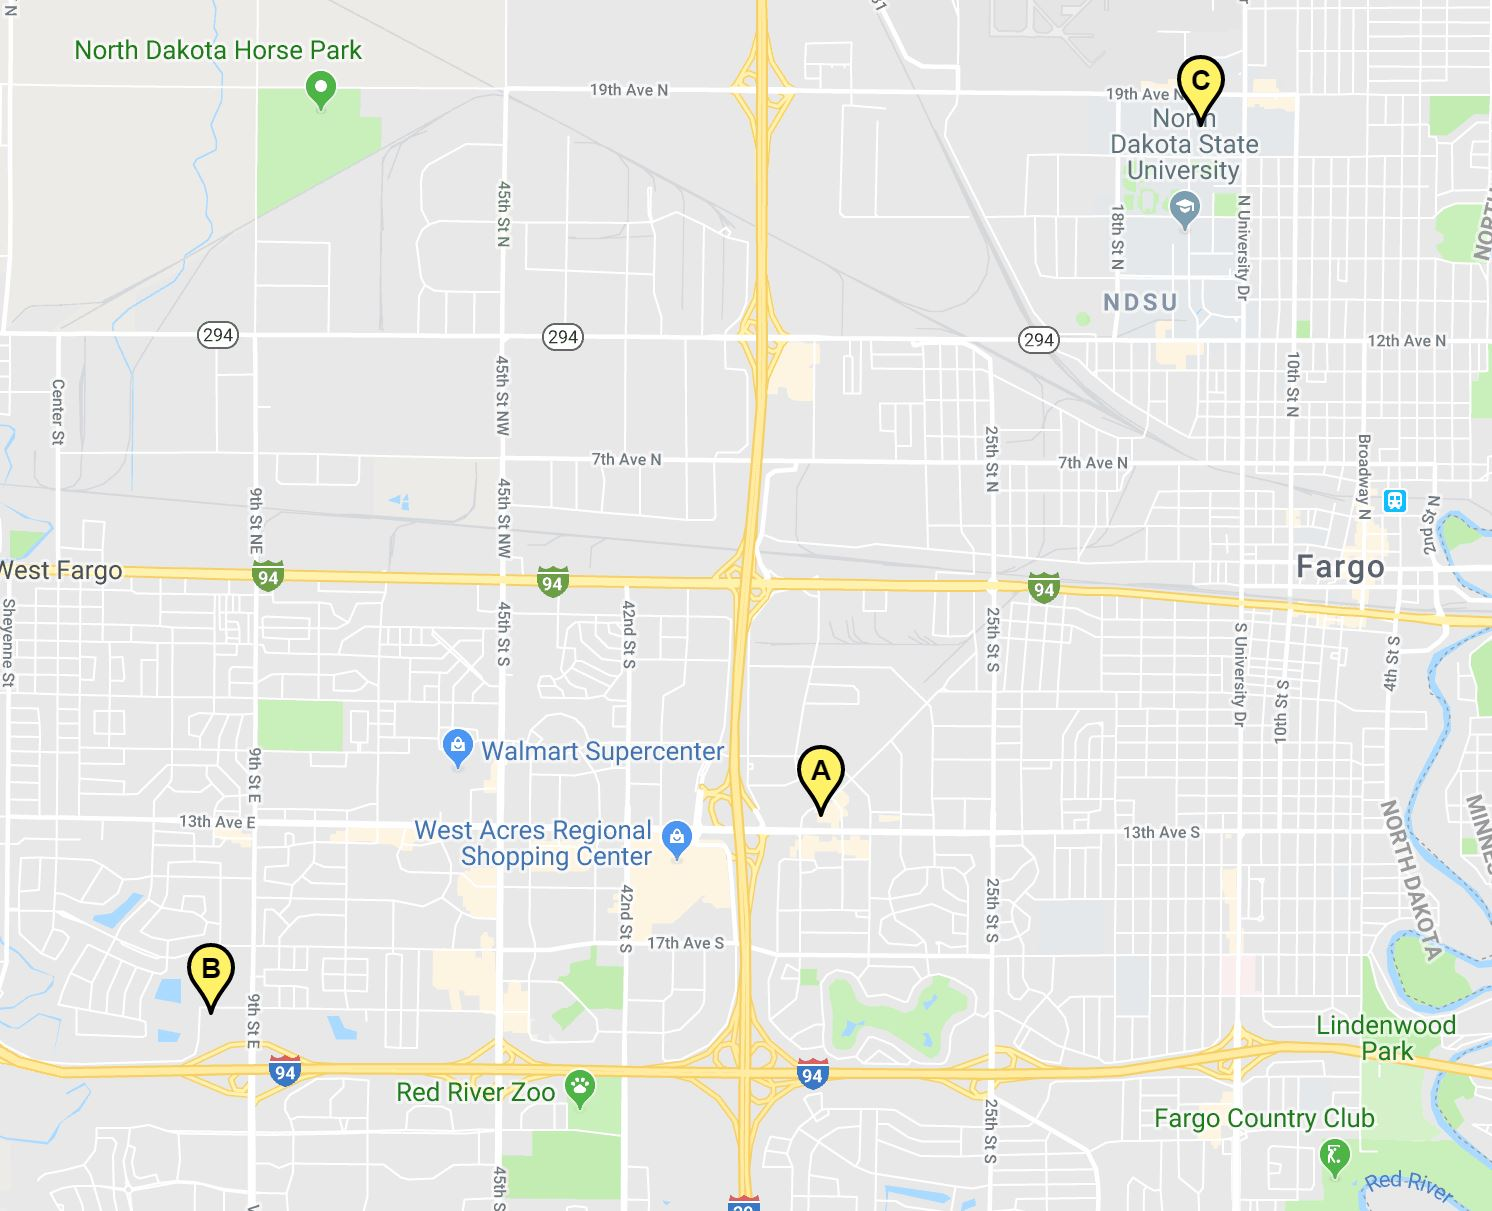 N
31
North Dakota Horse Park
19th Ave N
19th Ave N
C
North
Dakota State
University
45th St N
18th St N
N University Dr
NDSU
294
294
294
12th Ave N
Center St
45th St NW
10th St N
25th St N
Broadway N
7th Ave N
7th Ave N
9th St NE
45th St NW
2nd St N
West Fargo
94
94
94
Fargo
Sheyenne St
45th St S
42nd St S
25th St S
S University Dr
4th St S
10th St S
Walmart Supercenter
9th St E
A
13th Ave E
West Acres Regional
Shopping Center
13th Ave S
NORTH DAKOTA
42nd St S
25th St S
17th Ave S
B
9th St E
Lindenwood
Park
94
94
Red River Zoo
25th St S
Fargo Country Club
45th S
Red River